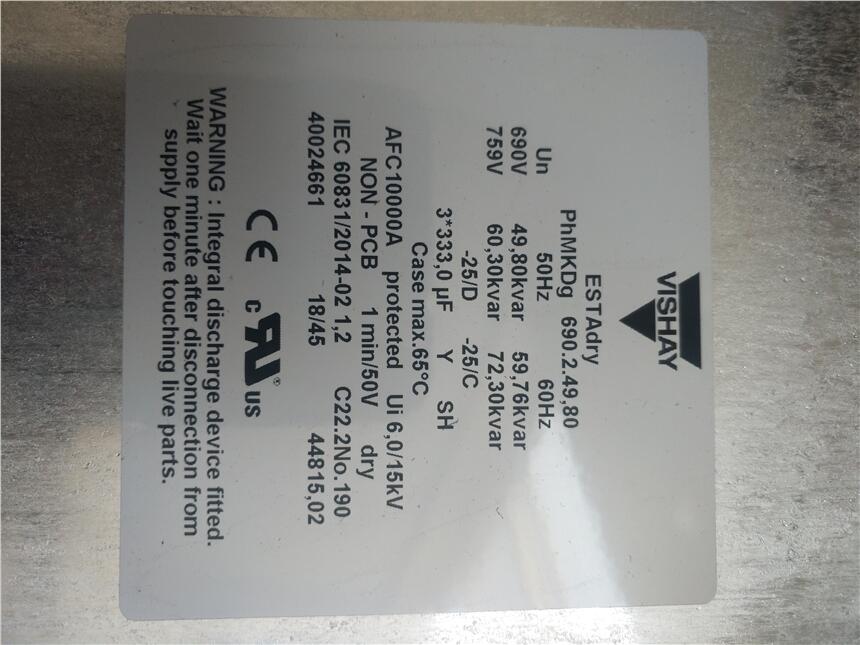 VISHAY
ESTAdry
PhMKDg 690.2.49,80
Un 50Hz 60Hz
690V 49,80kvar 59,76kvar
759V 60,30kvar 72,30kvar
-25/D -25/C
3*333,0 µF Y SH
Case max.65°C
AFC10000A protected Ui 6,0/15kV
NON - PCB 1 min/50V dry
IEC 60831/2014-02 1,2 C22.2No.190
40024661 18/45 44815,02
CE c RU ® US
WARNING : Integral discharge device fitted.
Wait one minute after disconnection from
supply before touching live parts.